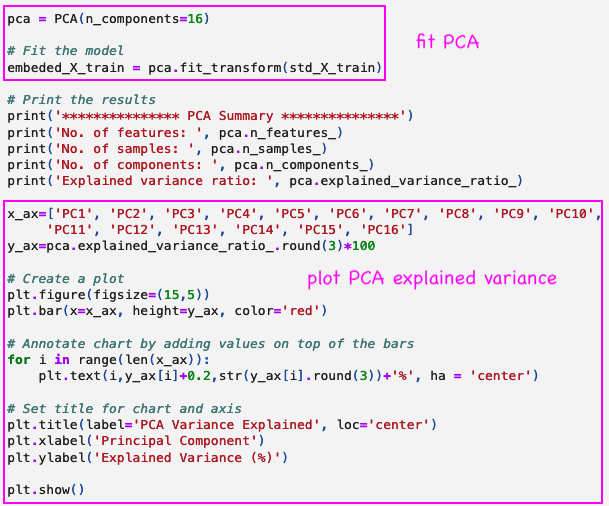 pca = PCA(n_components=16)
# Fit the model
embeded_X_train = pca.fit_transform(std_X_train)
fit PCA
# Print the results
print('*************** PCA Summary ***************')
print('No. of features: ', pca.n_features_)
print('No. of samples: ', pca.n_samples_)
print('No. of components: ', pca.n_components_)
print('Explained variance ratio: ', pca.explained_variance_ratio_)
x_ax=['PC1', 'PC2', 'PC3', 'PC4', 'PC5', 'PC6', 'PC7', 'PC8', 'PC9', 'PC10',
'PC11', 'PC12', 'PC13', 'PC14', 'PC15', 'PC16']
y_ax=pca.explained_variance_ratio_.round(3)*100
plot PCA explained variance
# Create a plot
plt.figure(figsize=(15,5))
plt.bar(x=x_ax, height=y_ax, color='red')
# Annotate chart by adding values on top of the bars
for i in range(len(x_ax)):
plt.text(i,y_ax[i]+0.2,str(y_ax[i].round(3))+'%', ha = 'center')
# Set title for chart and axis
plt.title(label='PCA Variance Explained', loc='center')
plt.xlabel('Principal Component')
plt.ylabel('Explained Variance (%)')
plt.show()